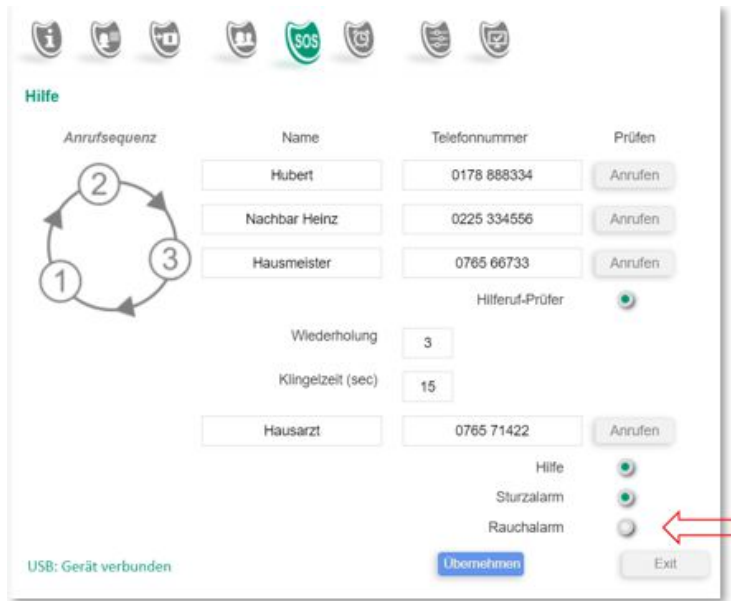 i SOS
Hilfe
Anrufsequenz Name Telefonnummer Prüfen
Hubert 0178 888334 Anrufen
Nachbar Heinz 0225 334556 Anrufen
Hausmeister 0765 66733 Anrufen
1 2 3
Hilferuf-Prüfer
Wiederholung 3
Klingelzeit (sec) 15
Hausarzt 0765 71422 Anrufen
Hilfe
Sturzalarm
Rauchalarm
USB: Gerät verbunden Übernehmen Exit